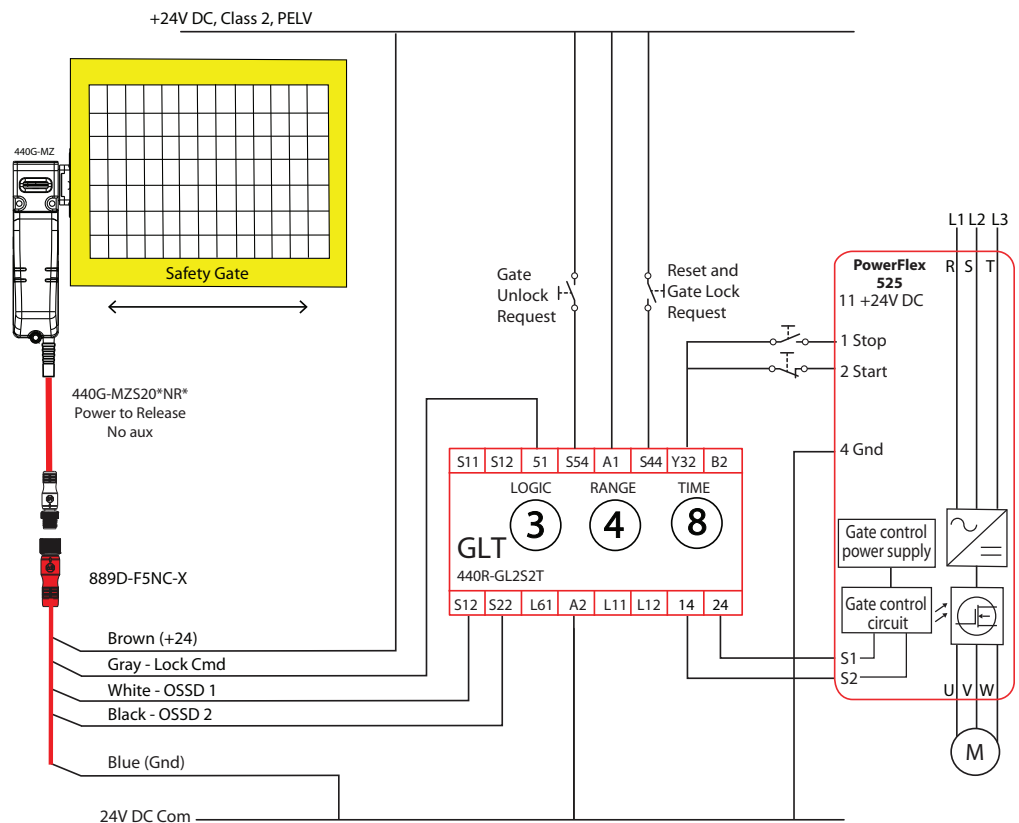 +24V DC, Class 2, PELV
440G-MZ
Safety Gate
440G-MZS20*NR*
Power to Release
No aux
889D-F5NC-X
Brown (+24)
Gray - Lock Cmd
White - OSSD 1
Black - OSSD 2
Blue (Gnd)
24V DC Com
Gate
Unlock
Request
Reset and
Gate Lock
Request
S11 S12 51 S54 A1 S44 Y32 B2
LOGIC RANGE TIME
3 4 8
GLT
440R-GL2S2T
S12 S22 L61 A2 L11 L12 14 24
L1 L2 L3
R S T
PowerFlex
525
11 +24V DC
1 Stop
2 Start
4 Gnd
Gate control
power supply
Gate control
circuit
S1
S2
U V W
M